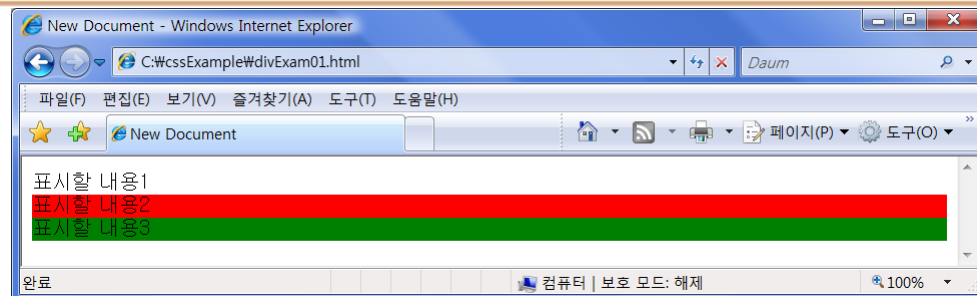 New Document - Windows Internet Explorer
C:₩cssExample₩divExam01.html
Daum
파일(F) 편집(E) 보기(V) 즐겨찾기(A) 도구(T) 도움말(H)
New Document
페이지(P) 도구(O) »
표시할 내용1
표시할 내용2
표시할 내용3
완료
컴퓨터 | 보호 모드: 해제
100%